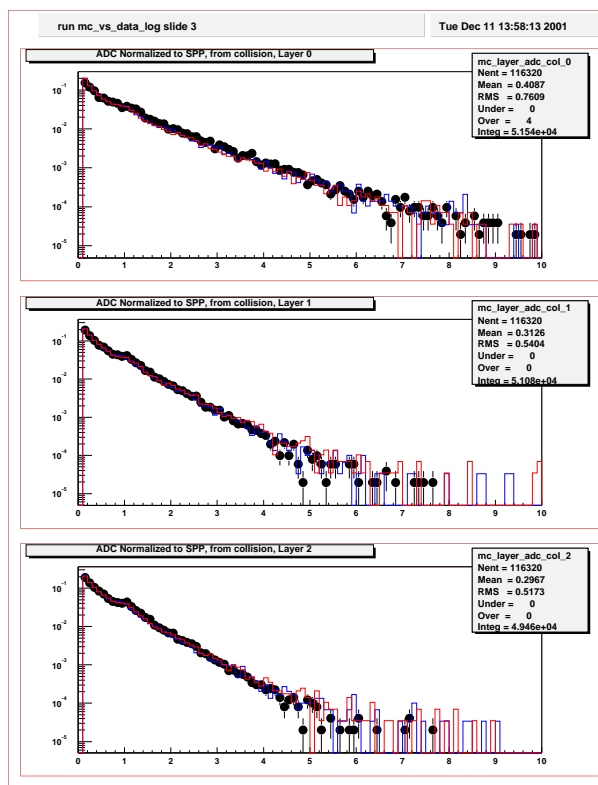 run mc_vs_data_log slide 3
Tue Dec 11 13:58:13 2001
ADC Normalized to SPP, from collision, Layer 0
mc_layer_adc_col_0
Nent = 116320
Mean = 0.4087
RMS = 0.7609
Under = 0
Over = 4
Integ = 5.154e+04
10-1
10-2
10-3
10-4
10-5
0 1 2 3 4 5 6 7 8 9 10
ADC Normalized to SPP, from collision, Layer 1
mc_layer_adc_col_1
Nent = 116320
Mean = 0.3126
RMS = 0.5404
Under = 0
Over = 0
Integ = 5.108e+04
10-1
10-2
10-3
10-4
10-5
0 1 2 3 4 5 6 7 8 9 10
ADC Normalized to SPP, from collision, Layer 2
mc_layer_adc_col_2
Nent = 116320
Mean = 0.2967
RMS = 0.5173
Under = 0
Over = 0
Integ = 4.946e+04
10-1
10-2
10-3
10-4
10-5
0 1 2 3 4 5 6 7 8 9 10